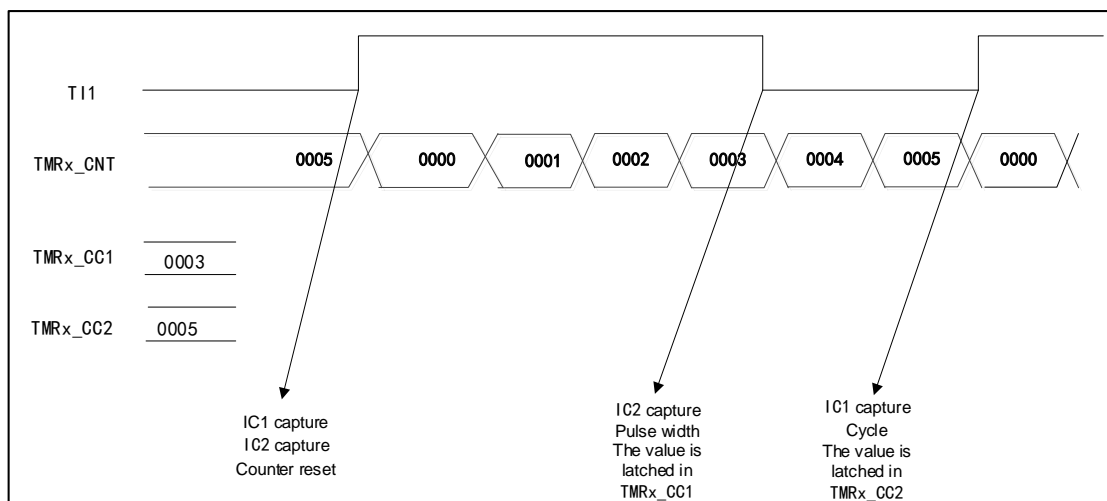 TI1
TMRx_CNT
0005 0000 0001 0002 0003 0004 0005 0000
TMRx_CC1
0003
TMRx_CC2
0005
IC1 capture
IC2 capture
Counter reset
IC2 capture
Pulse width
The value is
latched in
TMRx_CC1
IC1 capture
Cycle
The value is
latched in
TMRx_CC2